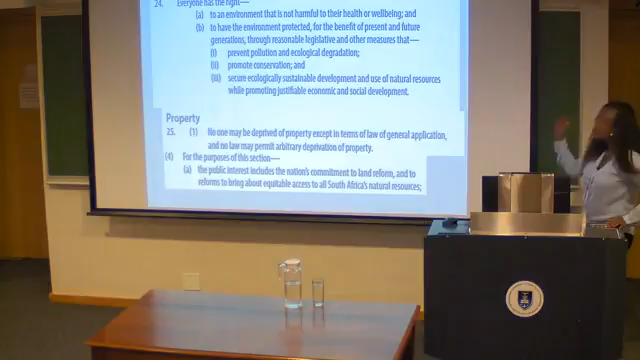 24. Everyone has the right—
(a) to an environment that is not harmful to their health or wellbeing; and
(b) to have the environment protected, for the benefit of present and future
generations, through reasonable legislative and other measures that—
(i) prevent pollution and ecological degradation;
(ii) promote conservation; and
(iii) secure ecologically sustainable development and use of natural resources
while promoting justifiable economic and social development.
Property
25. (1) No one may be deprived of property except in terms of law of general application,
and no law may permit arbitrary deprivation of property.
(4) For the purposes of this section—
(a) the public interest includes the nation's commitment to land reform, and to
reforms to bring about equitable access to all South Africa's natural resources;